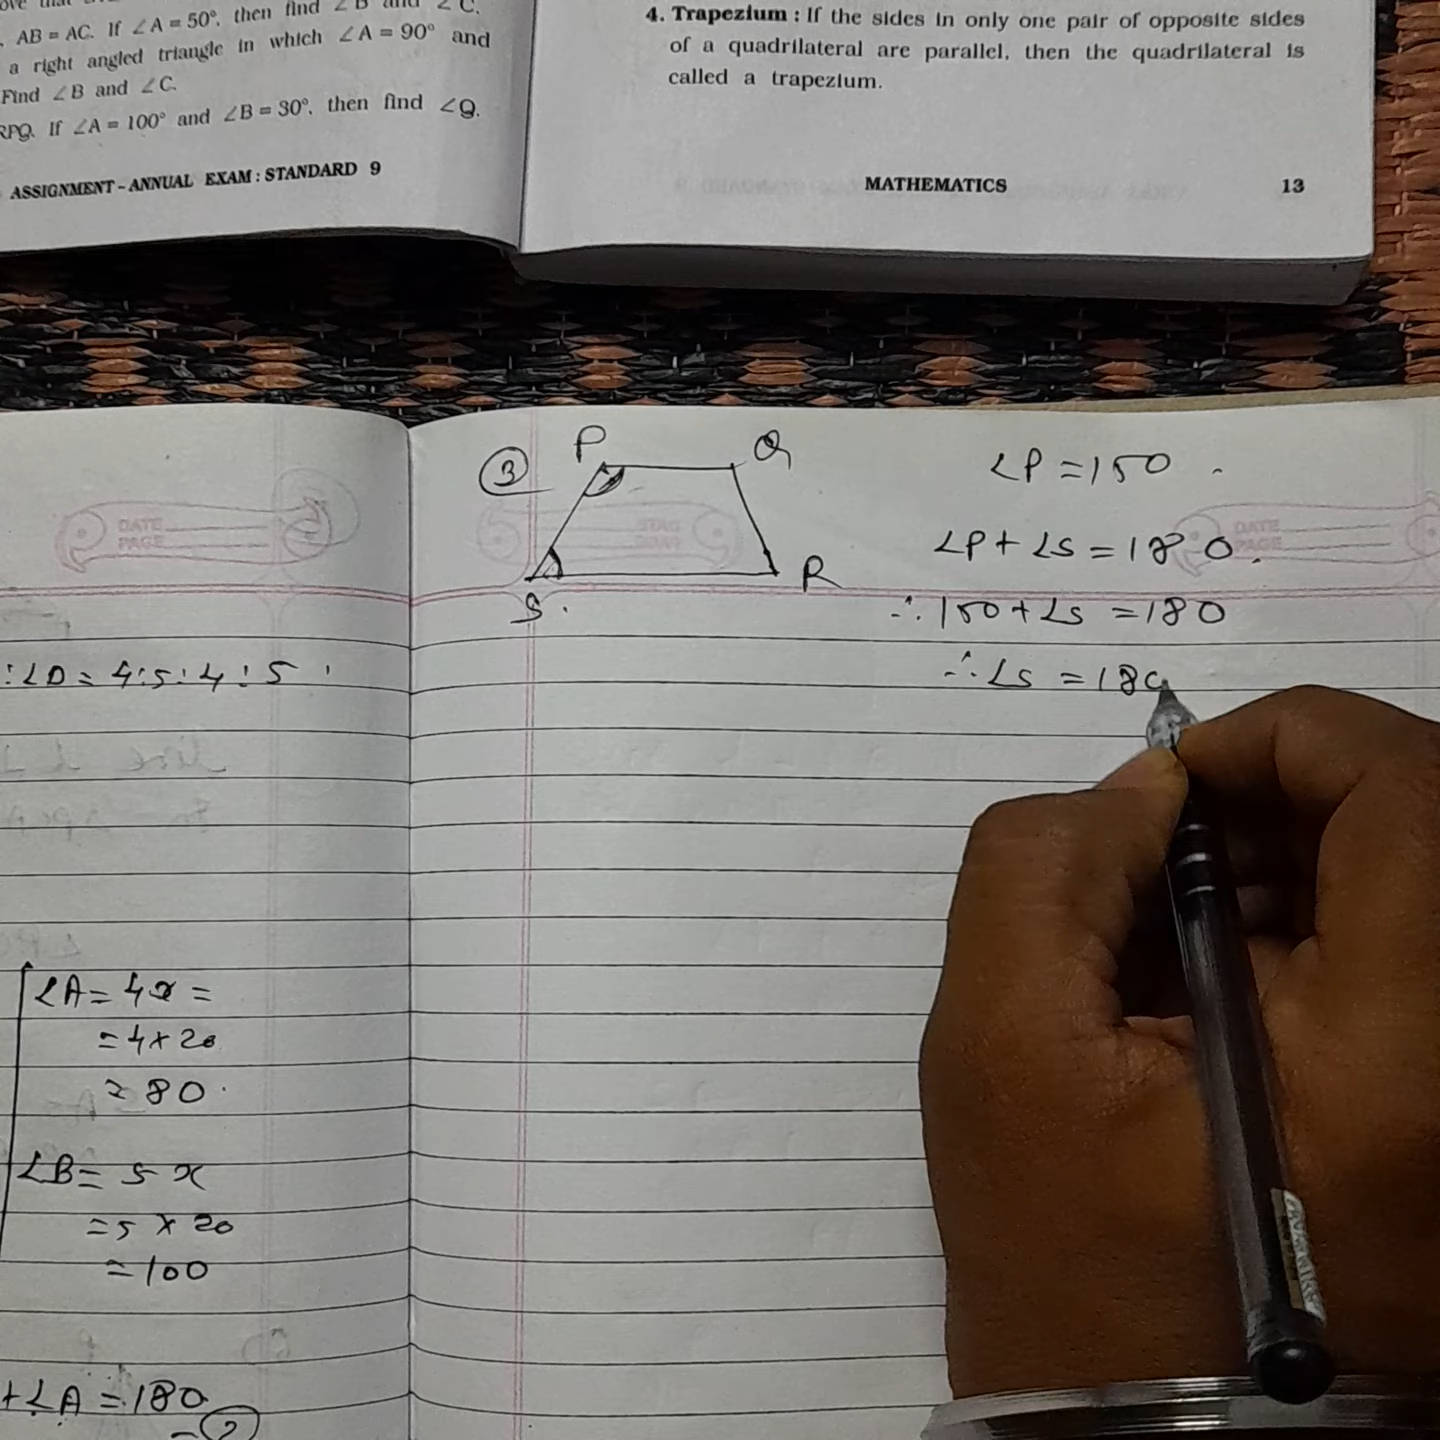 AB = AC. If ∠A = 50°, then find ∠B and ∠C.
a right angled triangle in which ∠A = 90° and
Find ∠B and ∠C.
RPQ. If ∠A = 100° and ∠B = 30°, then find ∠Q.
ASSIGNMENT – ANNUAL EXAM : STANDARD 9
4. Trapezium : If the sides in only one pair of opposite sides
of a quadrilateral are parallel, then the quadrilateral is
called a trapezium.
MATHEMATICS 13
DATE
PAGE
: ∠D = 4:5:4:5
∠A = 4x =
= 4 × 20
= 80
∠B = 5x
= 5 × 20
= 100
+ ∠A = 180
– 2
3
P Q
S R
DATE
PAGE
∠P = 150
∠P + ∠S = 180
∴ 150 + ∠S = 180
∴ ∠S = 180